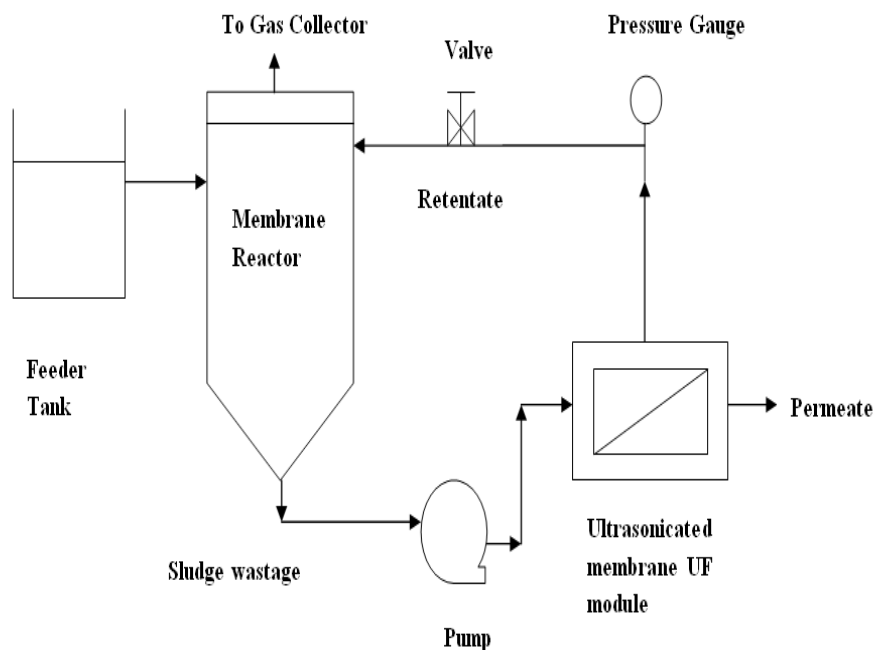 To Gas Collector
Valve
Pressure Gauge
Membrane
Reactor
Retentate
Feeder
Tank
Permeate
Sludge wastage
Ultrasonicated
membrane UF
module
Pump